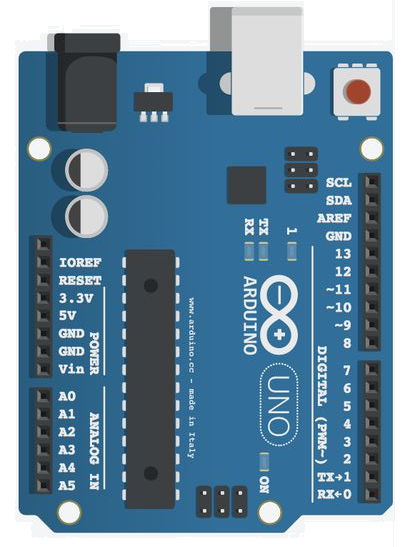 SCL
SDA
AREF
GND
13
12
~11
~10
~9
8
7
~6
~5
4
~3
2
TX→1
RX←0
DIGITAL (PWM~)
RX
TX
1
ARDUINO
UNO
ON
www.arduino.cc - made in Italy
IOREF
RESET
3.3V
5V
GND
GND
Vin
POWER
A0
A1
A2
A3
A4
A5
ANALOG IN